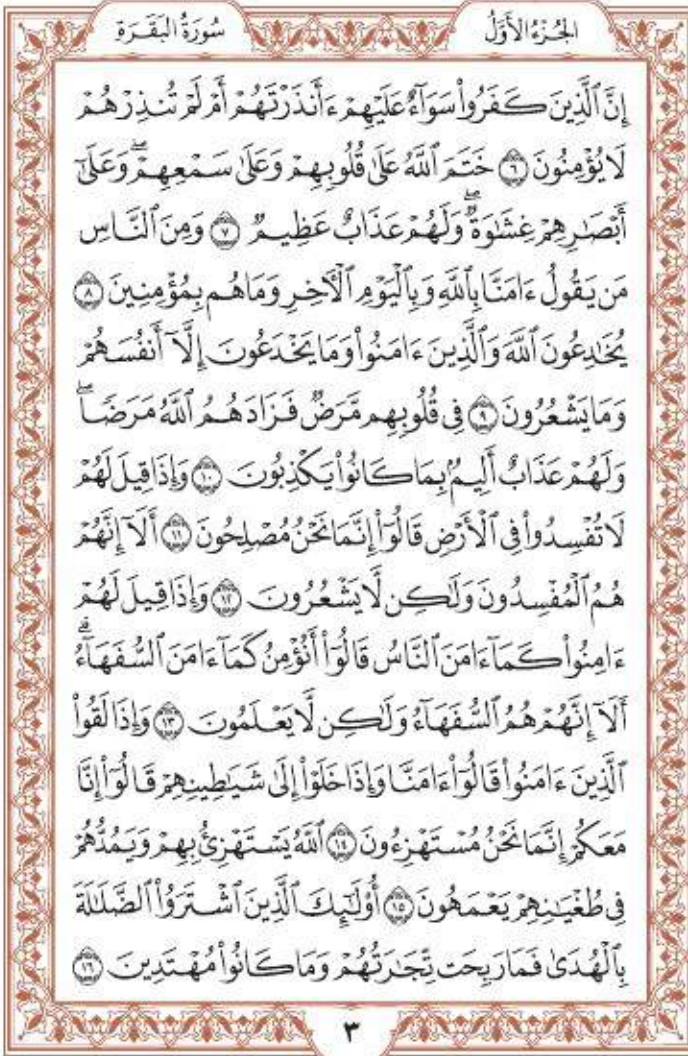 سُورَةُ البَقَرَةِ
الجُزْءُ الأَوَّلُ
إِنَّ ٱلَّذِينَ كَفَرُواْ سَوَآءٌ عَلَيْهِمْ ءَأَنذَرْتَهُمْ أَمْ لَمْ تُنذِرْهُمْ
لَا يُؤْمِنُونَ ٦ خَتَمَ ٱللَّهُ عَلَىٰ قُلُوبِهِمْ وَعَلَىٰ سَمْعِهِمْۖ وَعَلَىٰٓ
أَبْصَٰرِهِمْ غِشَٰوَةٌۖ وَلَهُمْ عَذَابٌ عَظِيمٌ ٧ وَمِنَ ٱلنَّاسِ
مَن يَقُولُ ءَامَنَّا بِٱللَّهِ وَبِٱلْيَوْمِ ٱلْأٓخِرِ وَمَا هُم بِمُؤْمِنِينَ ٨
يُخَٰدِعُونَ ٱللَّهَ وَٱلَّذِينَ ءَامَنُواْ وَمَا يَخْدَعُونَ إِلَّآ أَنفُسَهُمْ
وَمَا يَشْعُرُونَ ٩ فِى قُلُوبِهِم مَّرَضٌ فَزَادَهُمُ ٱللَّهُ مَرَضًاۖ
وَلَهُمْ عَذَابٌ أَلِيمُۢ بِمَا كَانُواْ يَكْذِبُونَ ١٠ وَإِذَا قِيلَ لَهُمْ
لَا تُفْسِدُواْ فِى ٱلْأَرْضِ قَالُوٓاْ إِنَّمَا نَحْنُ مُصْلِحُونَ ١١ أَلَآ إِنَّهُمْ
هُمُ ٱلْمُفْسِدُونَ وَلَٰكِن لَّا يَشْعُرُونَ ١٢ وَإِذَا قِيلَ لَهُمْ
ءَامِنُواْ كَمَآ ءَامَنَ ٱلنَّاسُ قَالُوٓاْ أَنُؤْمِنُ كَمَآ ءَامَنَ ٱلسُّفَهَآءُۗ
أَلَآ إِنَّهُمْ هُمُ ٱلسُّفَهَآءُ وَلَٰكِن لَّا يَعْلَمُونَ ١٣ وَإِذَا لَقُواْ
ٱلَّذِينَ ءَامَنُواْ قَالُوٓاْ ءَامَنَّا وَإِذَا خَلَوْاْ إِلَىٰ شَيَٰطِينِهِمْ قَالُوٓاْ إِنَّا
مَعَكُمْ إِنَّمَا نَحْنُ مُسْتَهْزِءُونَ ١٤ ٱللَّهُ يَسْتَهْزِئُ بِهِمْ وَيَمُدُّهُمْ
فِى طُغْيَٰنِهِمْ يَعْمَهُونَ ١٥ أُوْلَٰٓئِكَ ٱلَّذِينَ ٱشْتَرَوُاْ ٱلضَّلَٰلَةَ
بِٱلْهُدَىٰ فَمَا رَبِحَت تِّجَٰرَتُهُمْ وَمَا كَانُواْ مُهْتَدِينَ ١٦
٣